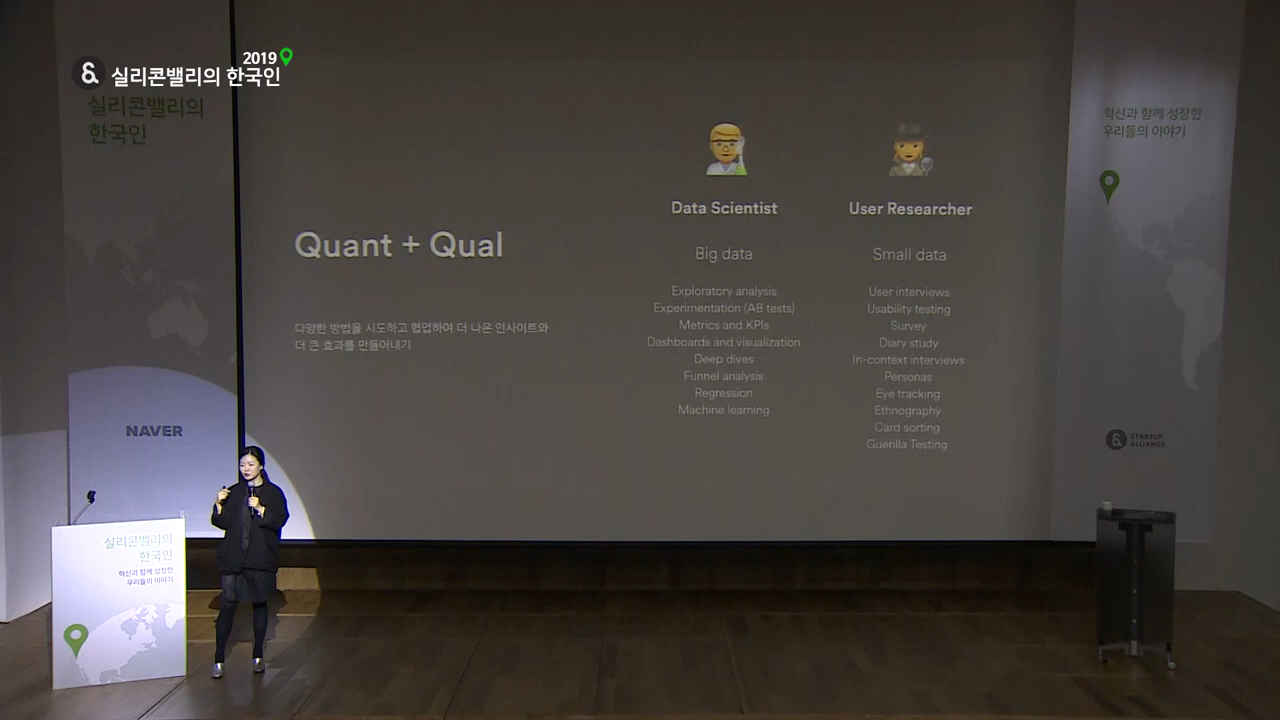 2019
& 실리콘밸리의 한국인
실리콘밸리의
한국인
NAVER
Quant + Qual
다양한 방법을 시도하고 협업하여 더 나은 인사이트와
더 큰 효과를 만들어내기
Data Scientist
Big data
Exploratory analysis
Experimentation (AB tests)
Metrics and KPIs
Dashboards and visualization
Deep dives
Funnel analysis
Regression
Machine learning
User Researcher
Small data
User interviews
Usability testing
Survey
Diary study
In-context interviews
Personas
Eye tracking
Ethnography
Card sorting
Guerilla Testing
혁신과 함께 성장한
우리들의 이야기
& STARTUP
ALLIANCE
실리콘밸리의
한국인
혁신과 함께 성장한
우리들의 이야기